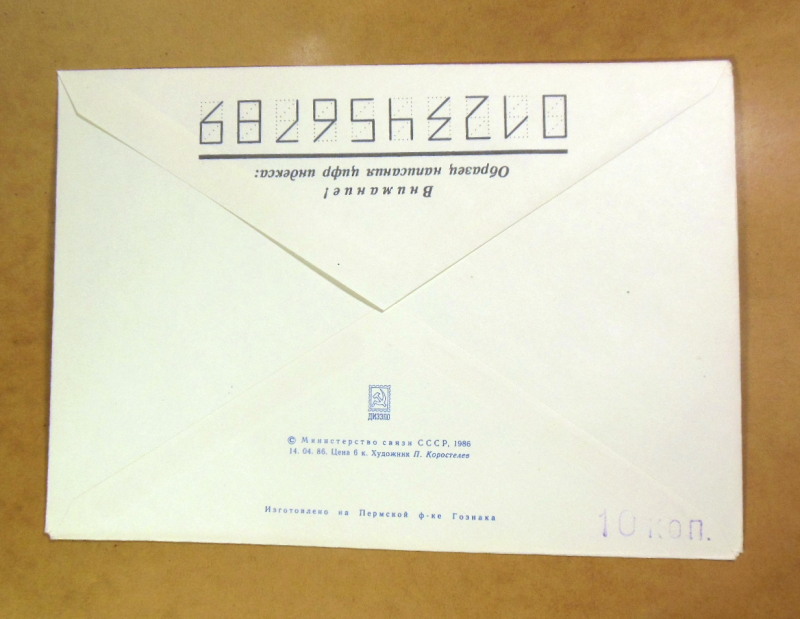 Внимание!
Образец написания цифр индекса:
0123456789
ДИЭЗПО
© Министерство связи СССР, 1986
14. 04. 86. Цена 6 к. Художник П. Коростелев
Изготовлено на Пермской ф-ке Гознака
10 коп.